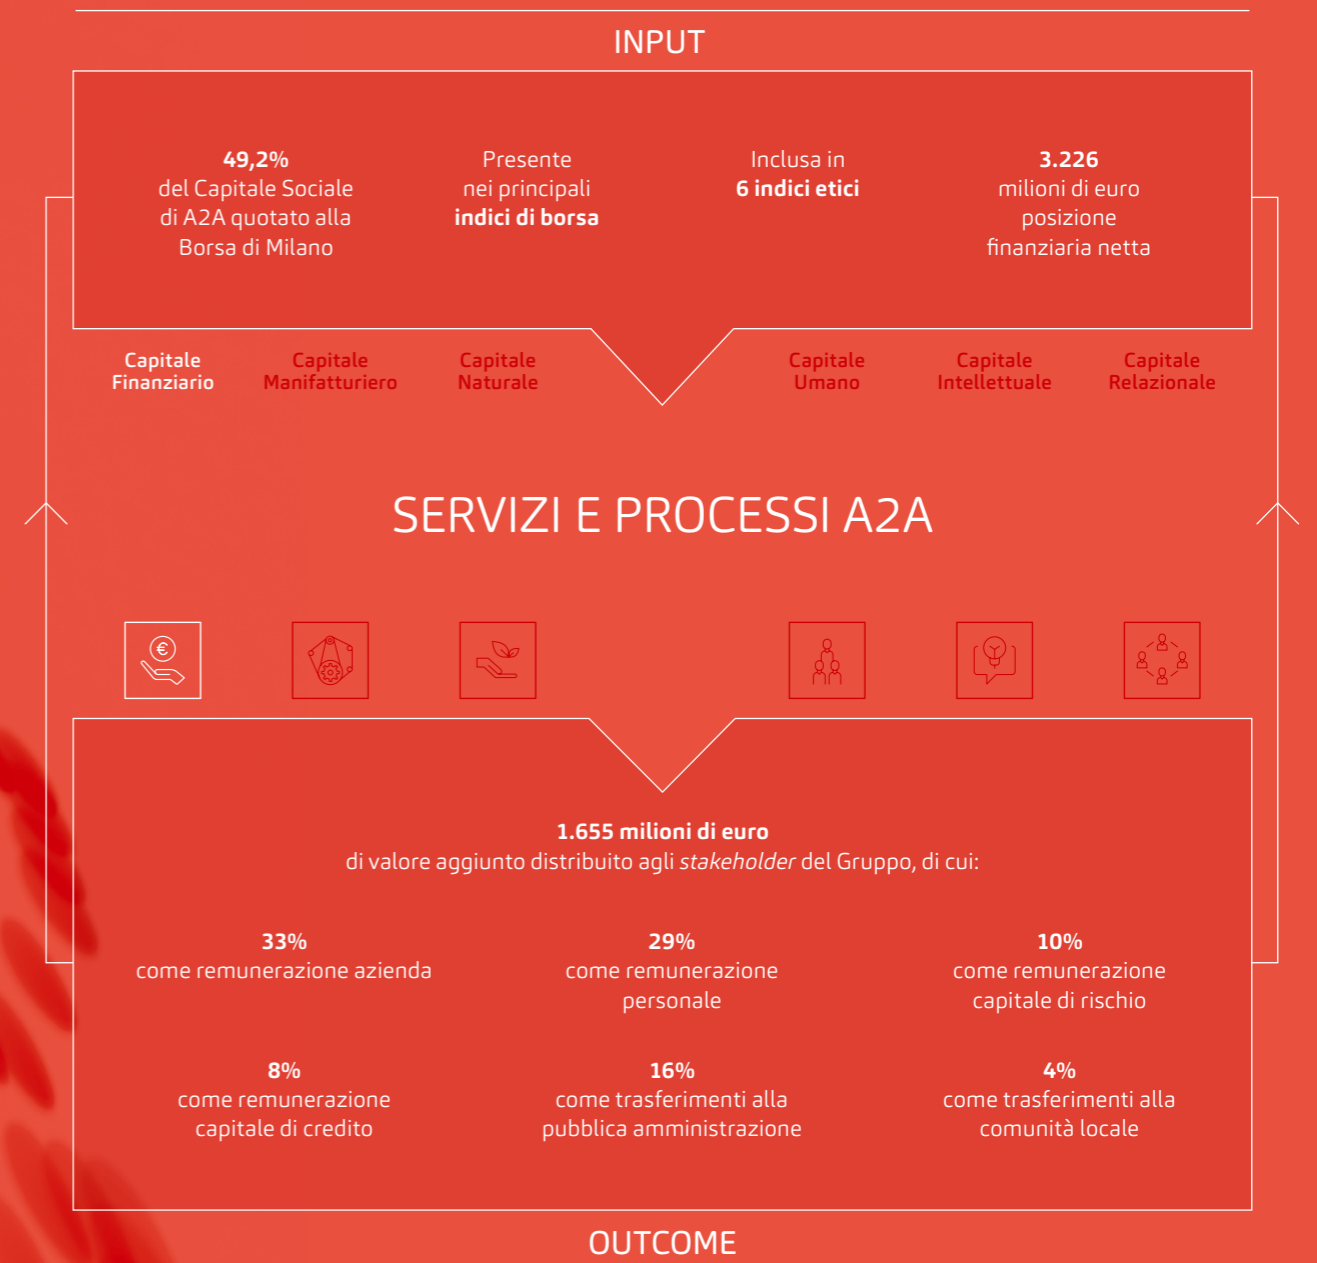 INPUT
49,2%
del Capitale Sociale
di A2A quotato alla
Borsa di Milano
Presente
nei principali
indici di borsa
Inclusa in
6 indici etici
3.226
milioni di euro
posizione
finanziaria netta
Capitale
Finanziario
Capitale
Manifatturiero
Capitale
Naturale
Capitale
Umano
Capitale
Intellettuale
Capitale
Relazionale
SERVIZI E PROCESSI A2A
€
1.655 milioni di euro
di valore aggiunto distribuito agli stakeholder del Gruppo, di cui:
33%
come remunerazione azienda
29%
come remunerazione
personale
10%
come remunerazione
capitale di rischio
8%
come remunerazione
capitale di credito
16%
come trasferimenti alla
pubblica amministrazione
4%
come trasferimenti alla
comunità locale
OUTCOME